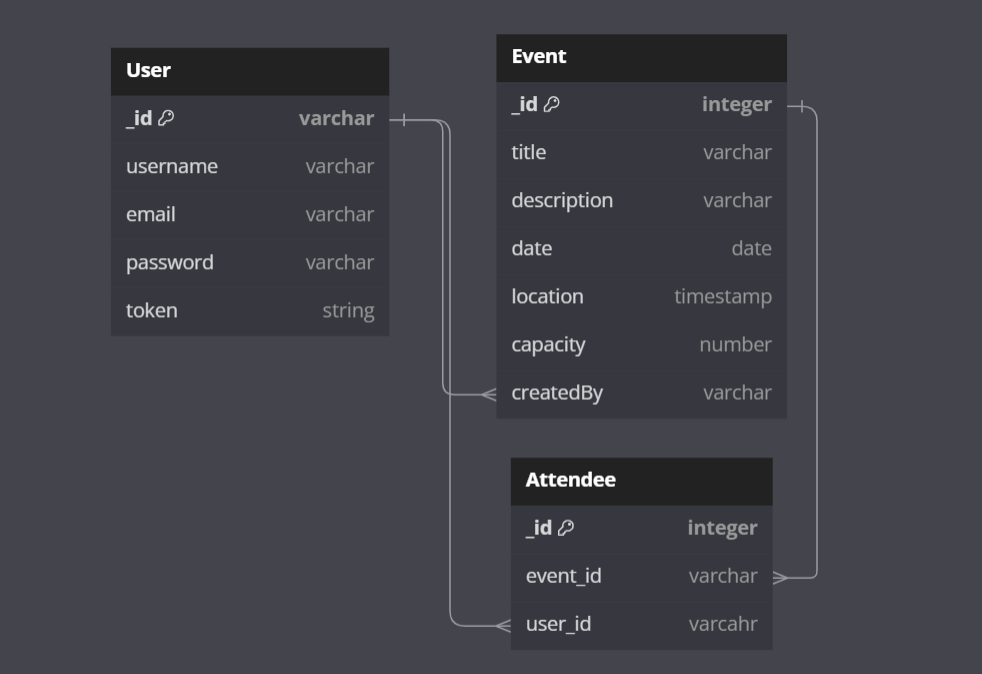 User
_id varchar
username varchar
email varchar
password varchar
token string
Event
_id integer
title varchar
description varchar
date date
location timestamp
capacity number
createdBy varchar
Attendee
_id integer
event_id varchar
user_id varcahr